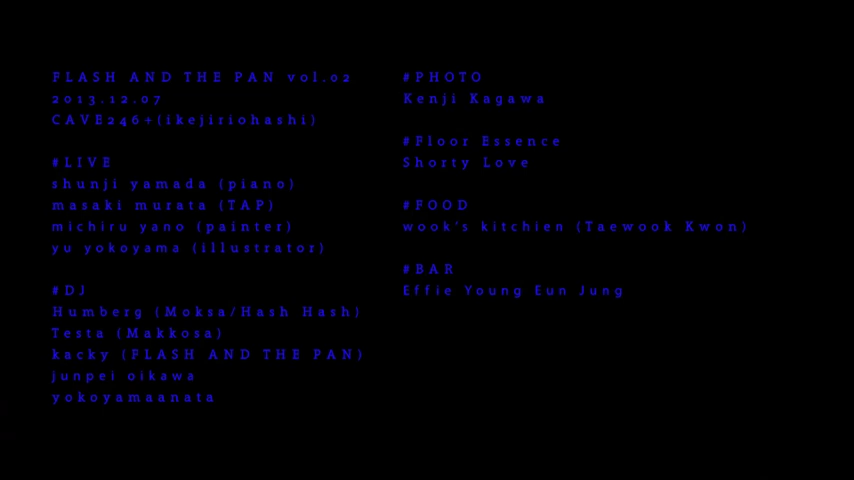 FLASH AND THE PAN vol.02
2013.12.07
CAVE246+(ikejiriohashi)
#LIVE
shunji yamada (piano)
masaki murata (TAP)
michiru yano (painter)
yu yokoyama (illustrator)
#DJ
Humberg (Moksa/Hash Hash)
Testa (Makkosa)
kacky (FLASH AND THE PAN)
junpei oikawa
yokoyamaanata
#PHOTO
Kenji Kagawa
#Floor Essence
Shorty Love
#FOOD
wook's kitchien (Taewook Kwon)
#BAR
Effie Young Eun Jung